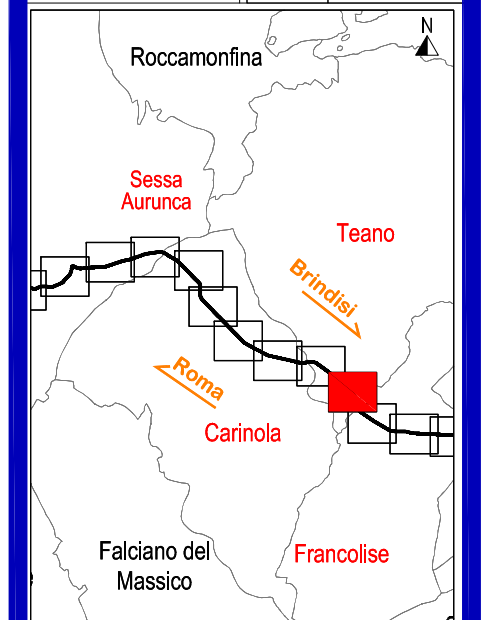 N
Roccamonfina
Sessa
Aurunca
Teano
Brindisi
Roma
Carinola
Falciano del
Massico
Francolise